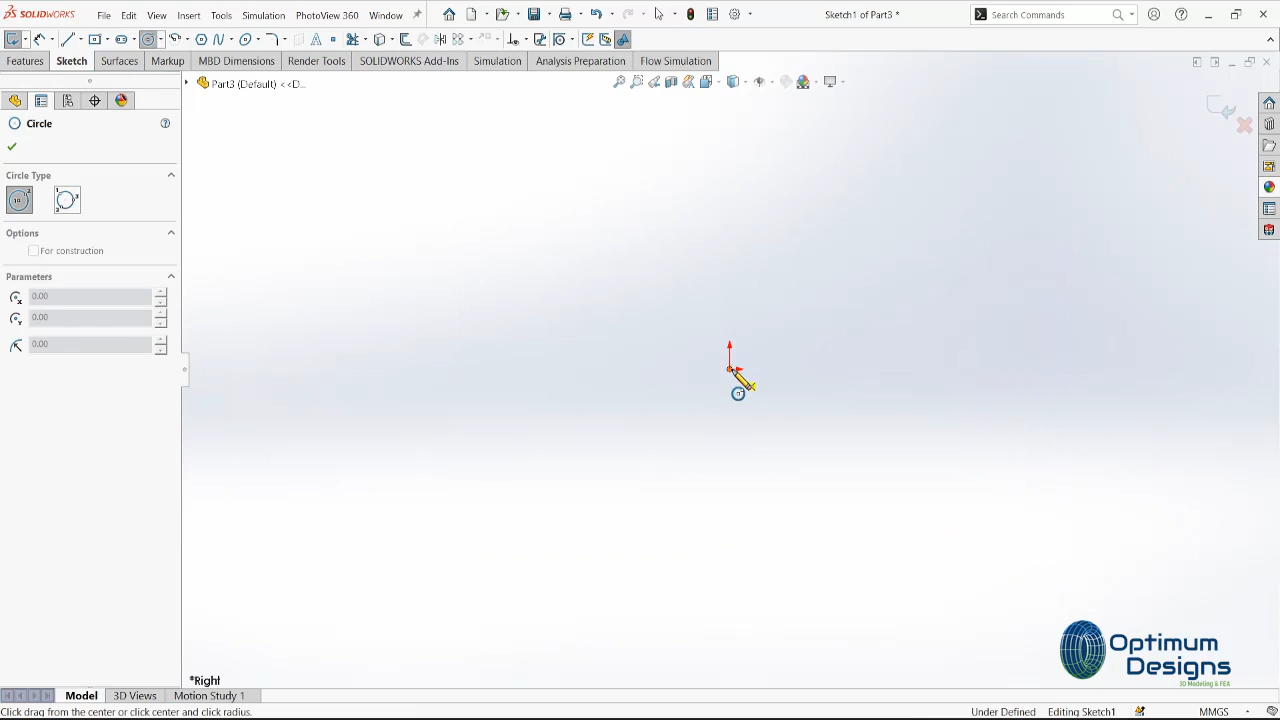 SOLIDWORKS File Edit View Insert Tools Simulation PhotoView 360 Window Sketch1 of Part3 * Search Commands
Features Sketch Surfaces Markup MBD Dimensions Render Tools SOLIDWORKS Add-Ins Simulation Analysis Preparation Flow Simulation
Part3 (Default) <<D...
Circle
Circle Type
Options
For construction
Parameters
0.00
0.00
0.00
*Right
Optimum
Designs
3D Modeling & FEA
Model 3D Views Motion Study 1
Click drag from the center or click center and click radius. Under Defined Editing Sketch1 MMGS